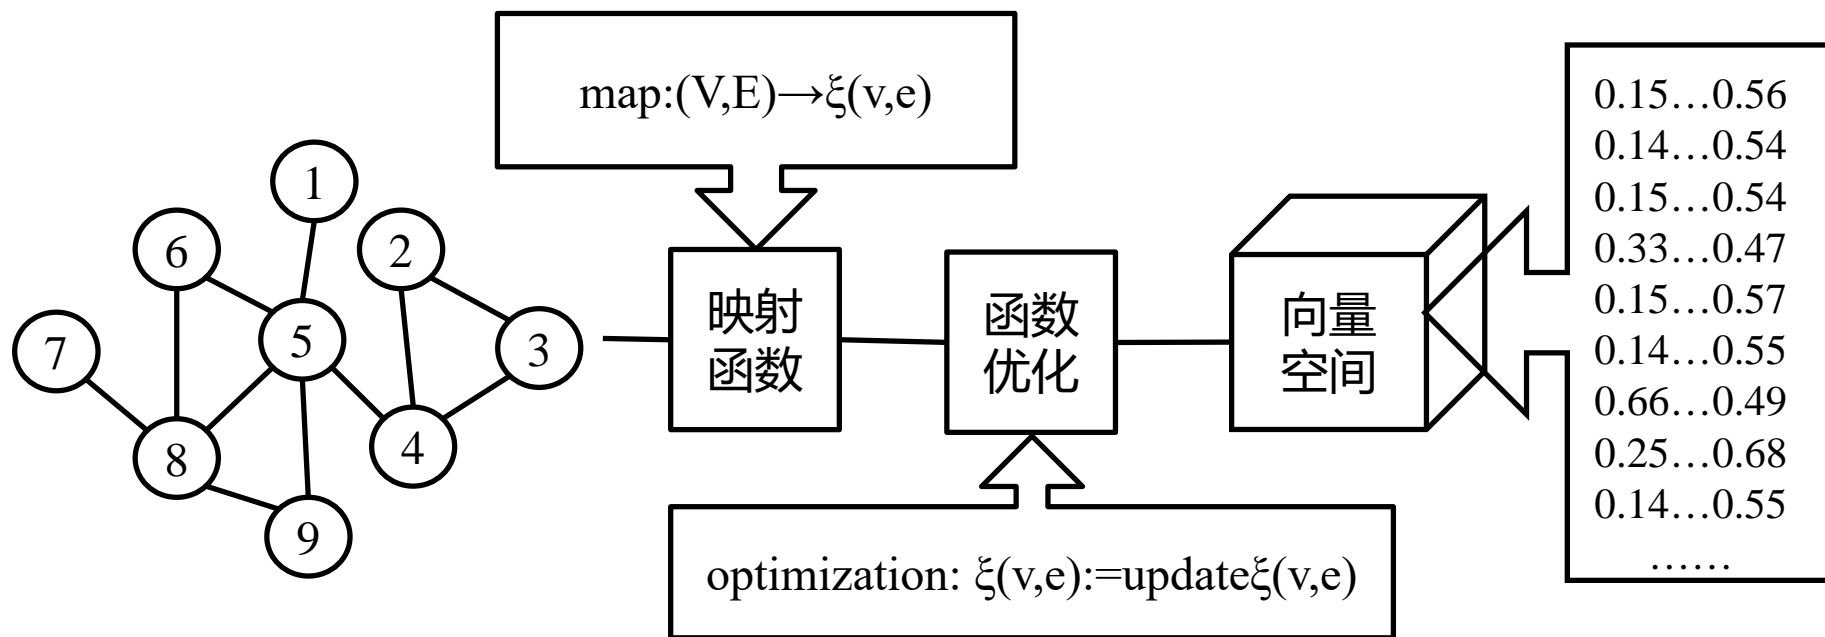 map:(V,E)→ξ(v,e)
1
6
2
7
5
3
8
4
9
映射
函数
函数
优化
向量
空间
optimization: ξ(v,e):=updateξ(v,e)
0.15…0.56
0.14…0.54
0.15…0.54
0.33…0.47
0.15…0.57
0.14…0.55
0.66…0.49
0.25…0.68
0.14…0.55
……